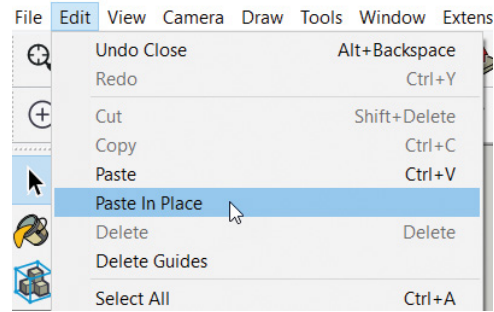 File Edit View Camera Draw Tools Window Extens
Undo Close Alt+Backspace
Redo Ctrl+Y
Cut Shift+Delete
Copy Ctrl+C
Paste Ctrl+V
Paste In Place
Delete Delete
Delete Guides
Select All Ctrl+A